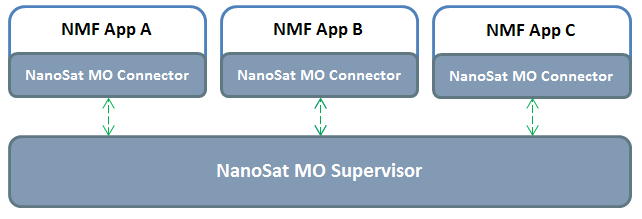 NMF App A
NMF App B
NMF App C
NanoSat MO Connector
NanoSat MO Connector
NanoSat MO Connector
NanoSat MO Supervisor